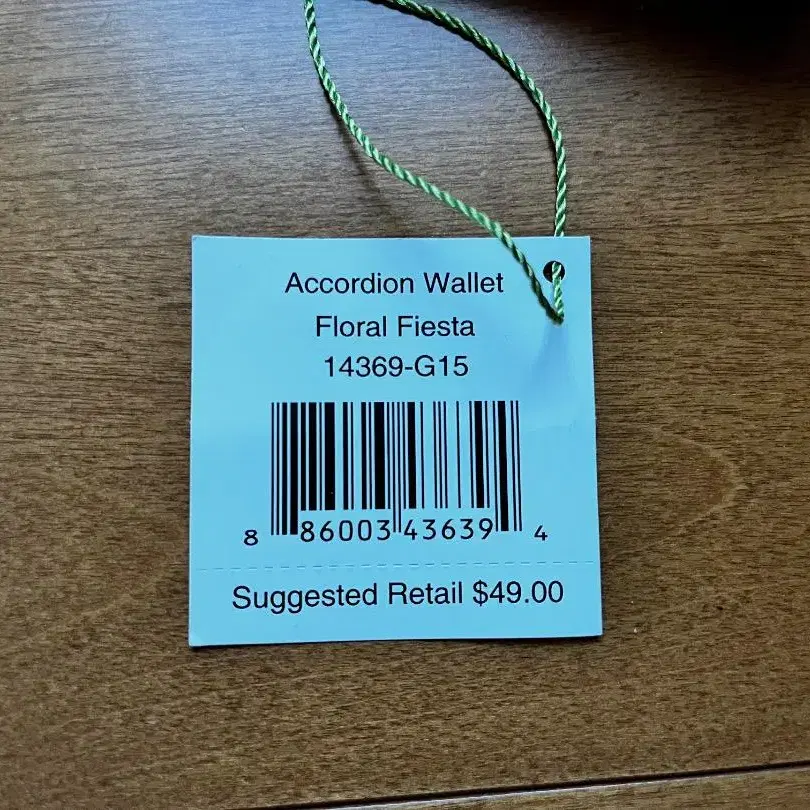 Accordion Wallet
Floral Fiesta
14369-G15
8 86003 43639 4
Suggested Retail $49.00